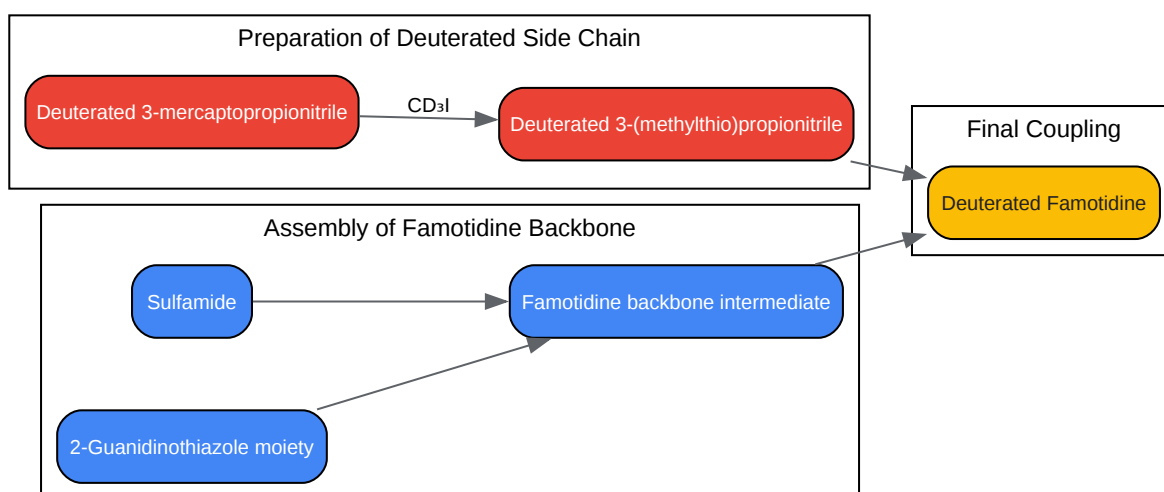 Preparation of Deuterated Side Chain
Deuterated 3-mercaptopropionitrile
CD₃I
Deuterated 3-(methylthio)propionitrile
Final Coupling
Deuterated Famotidine
Assembly of Famotidine Backbone
Sulfamide
Famotidine backbone intermediate
2-Guanidinothiazole moiety